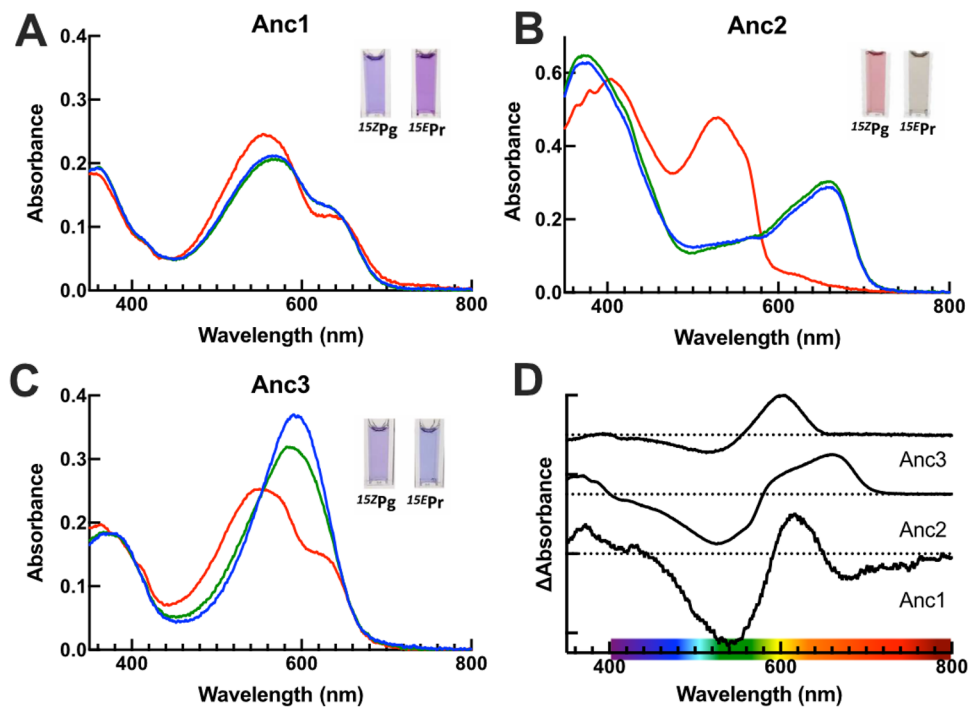 A
Anc1
Absorbance
0.4
0.3
0.2
0.1
0.0
400
600
800
Wavelength (nm)
15ZPg
15EPr
B
Anc2
Absorbance
0.6
0.4
0.2
0.0
400
600
800
Wavelength (nm)
15ZPg
15EPr
C
Anc3
Absorbance
0.4
0.3
0.2
0.1
0.0
400
600
800
Wavelength (nm)
15ZPg
15EPr
D
ΔAbsorbance
Anc3
Anc2
Anc1
400
600
800
Wavelength (nm)